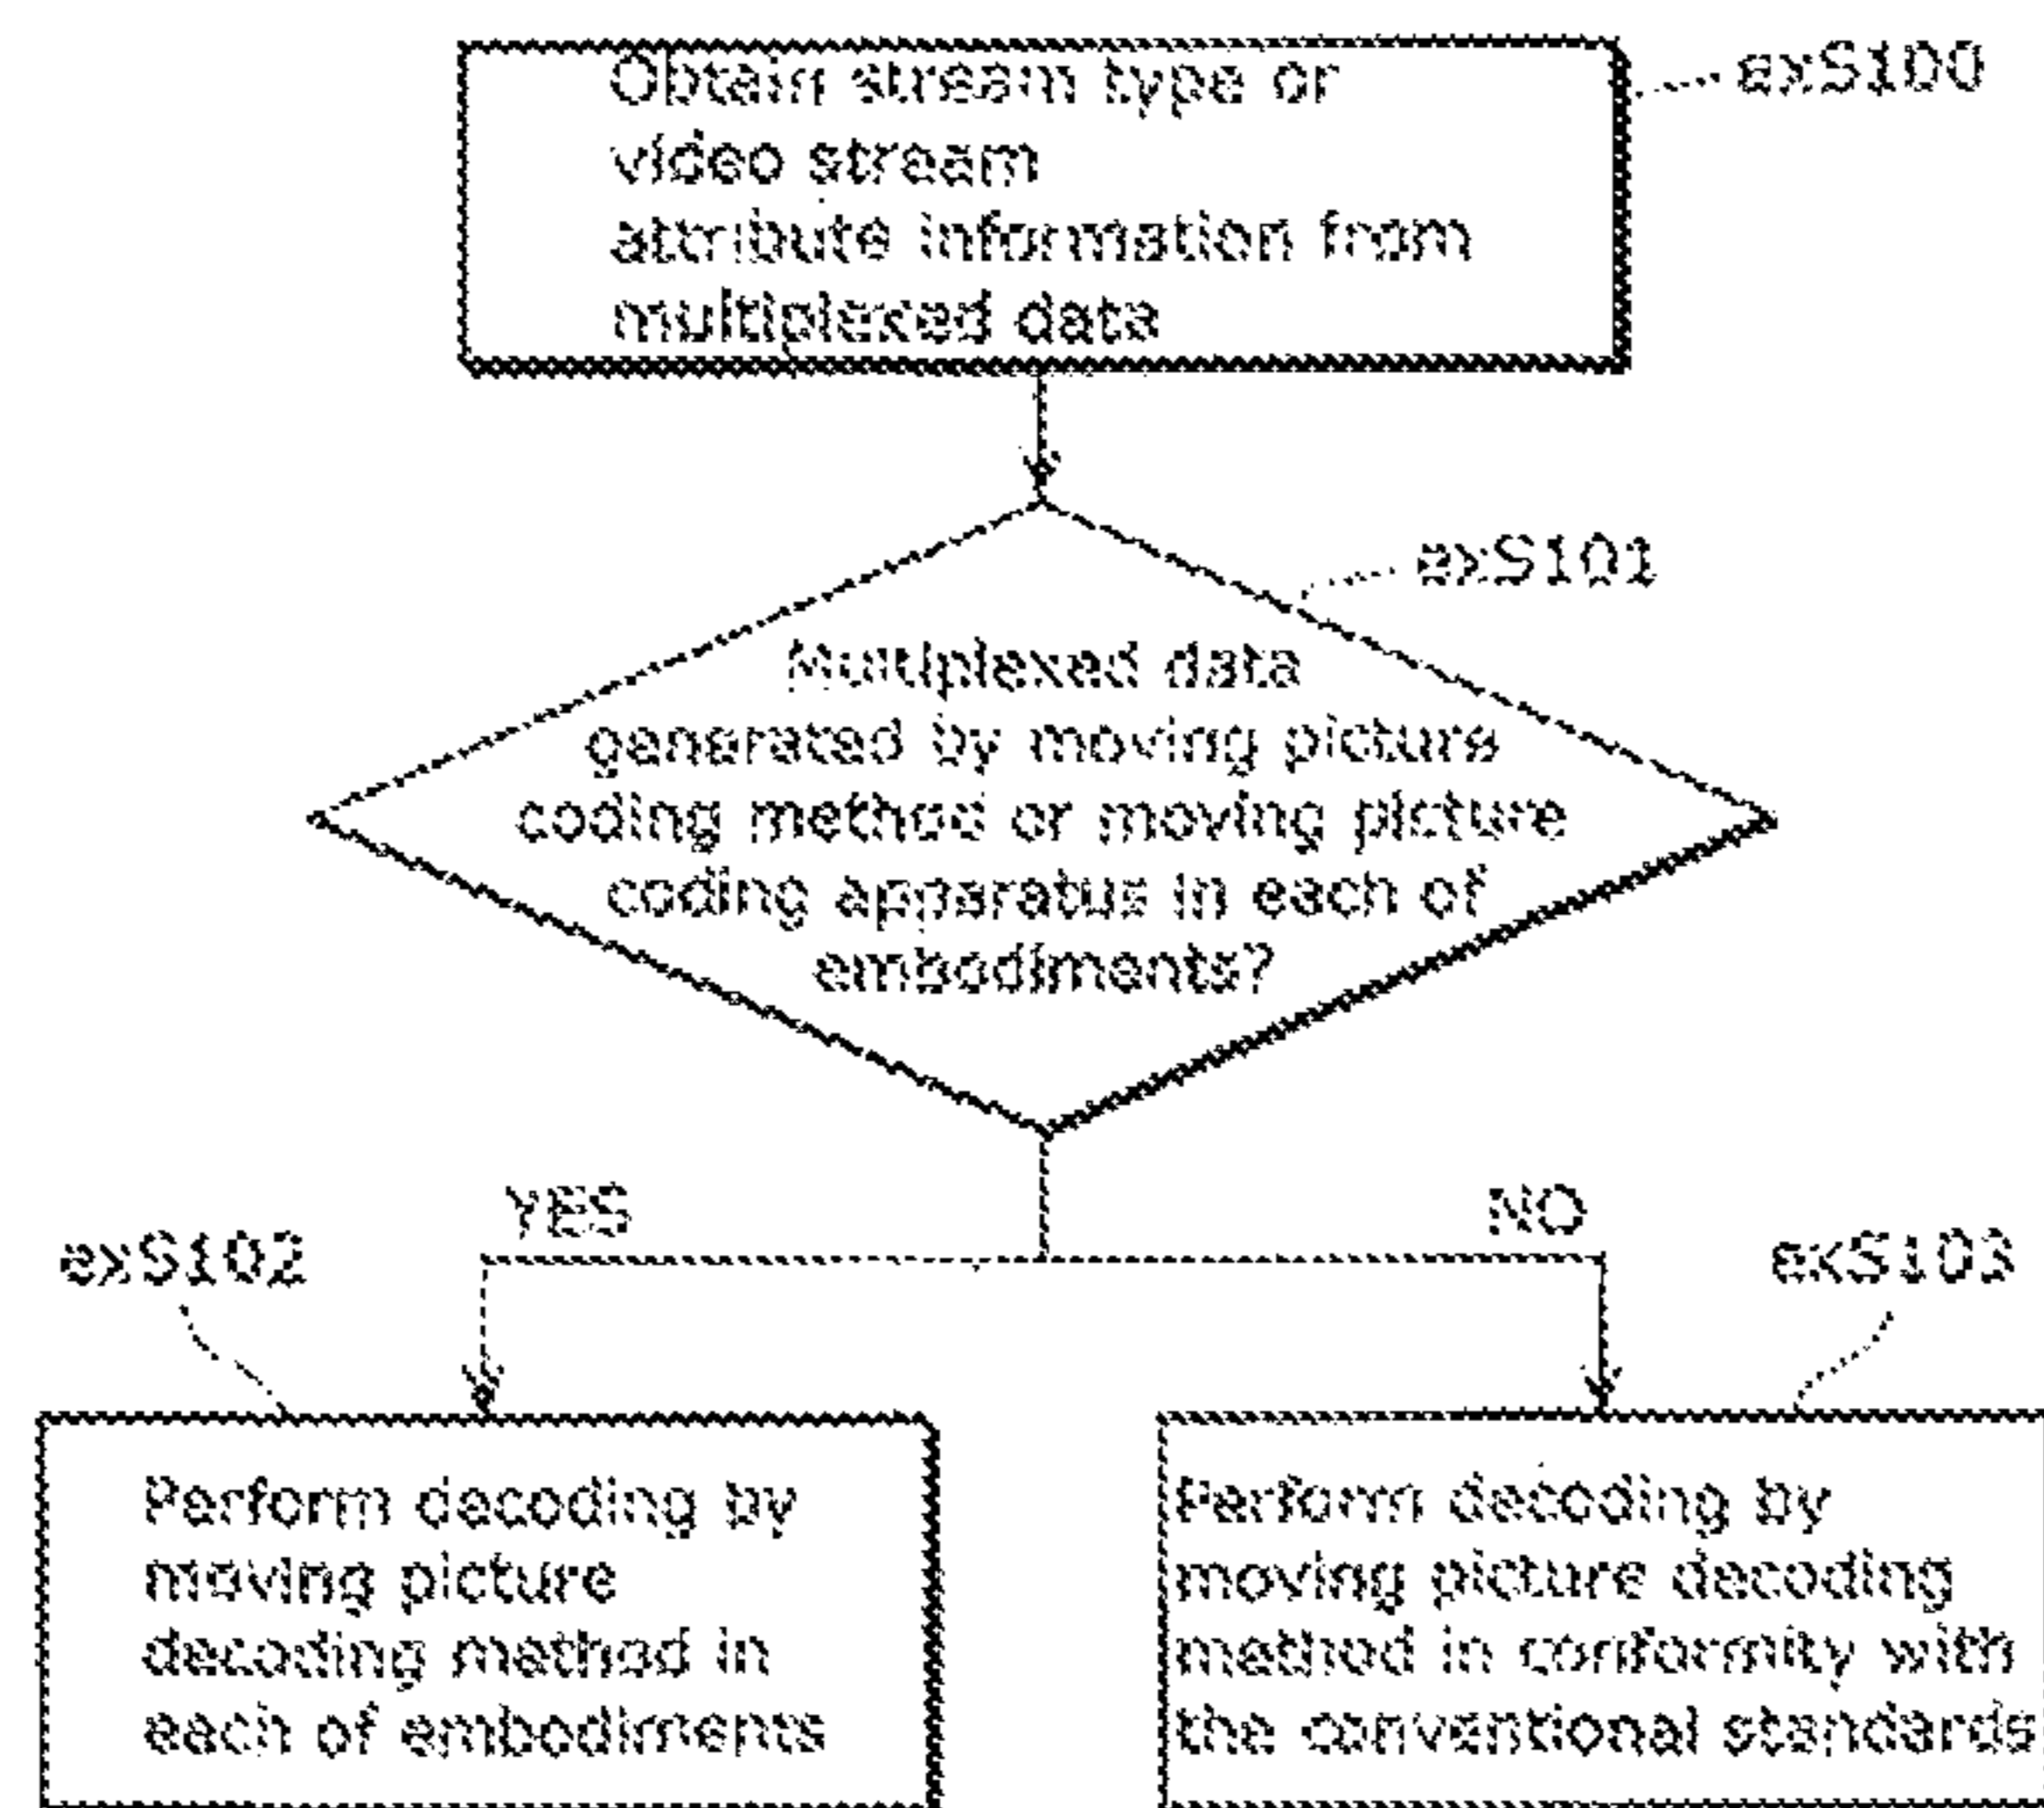 Obtain stream type or
video stream
attribute information from
multiplexed data
exS100
exS101
Multiplexed data
generated by moving picture
coding method or moving picture
coding apparatus in each of
embodiments?
YES
NO
exS102
exS103
Perform decoding by
moving picture
decoding method in
each of embodiments
Perform decoding by
moving picture decoding
method in conformity with
the conventional standards